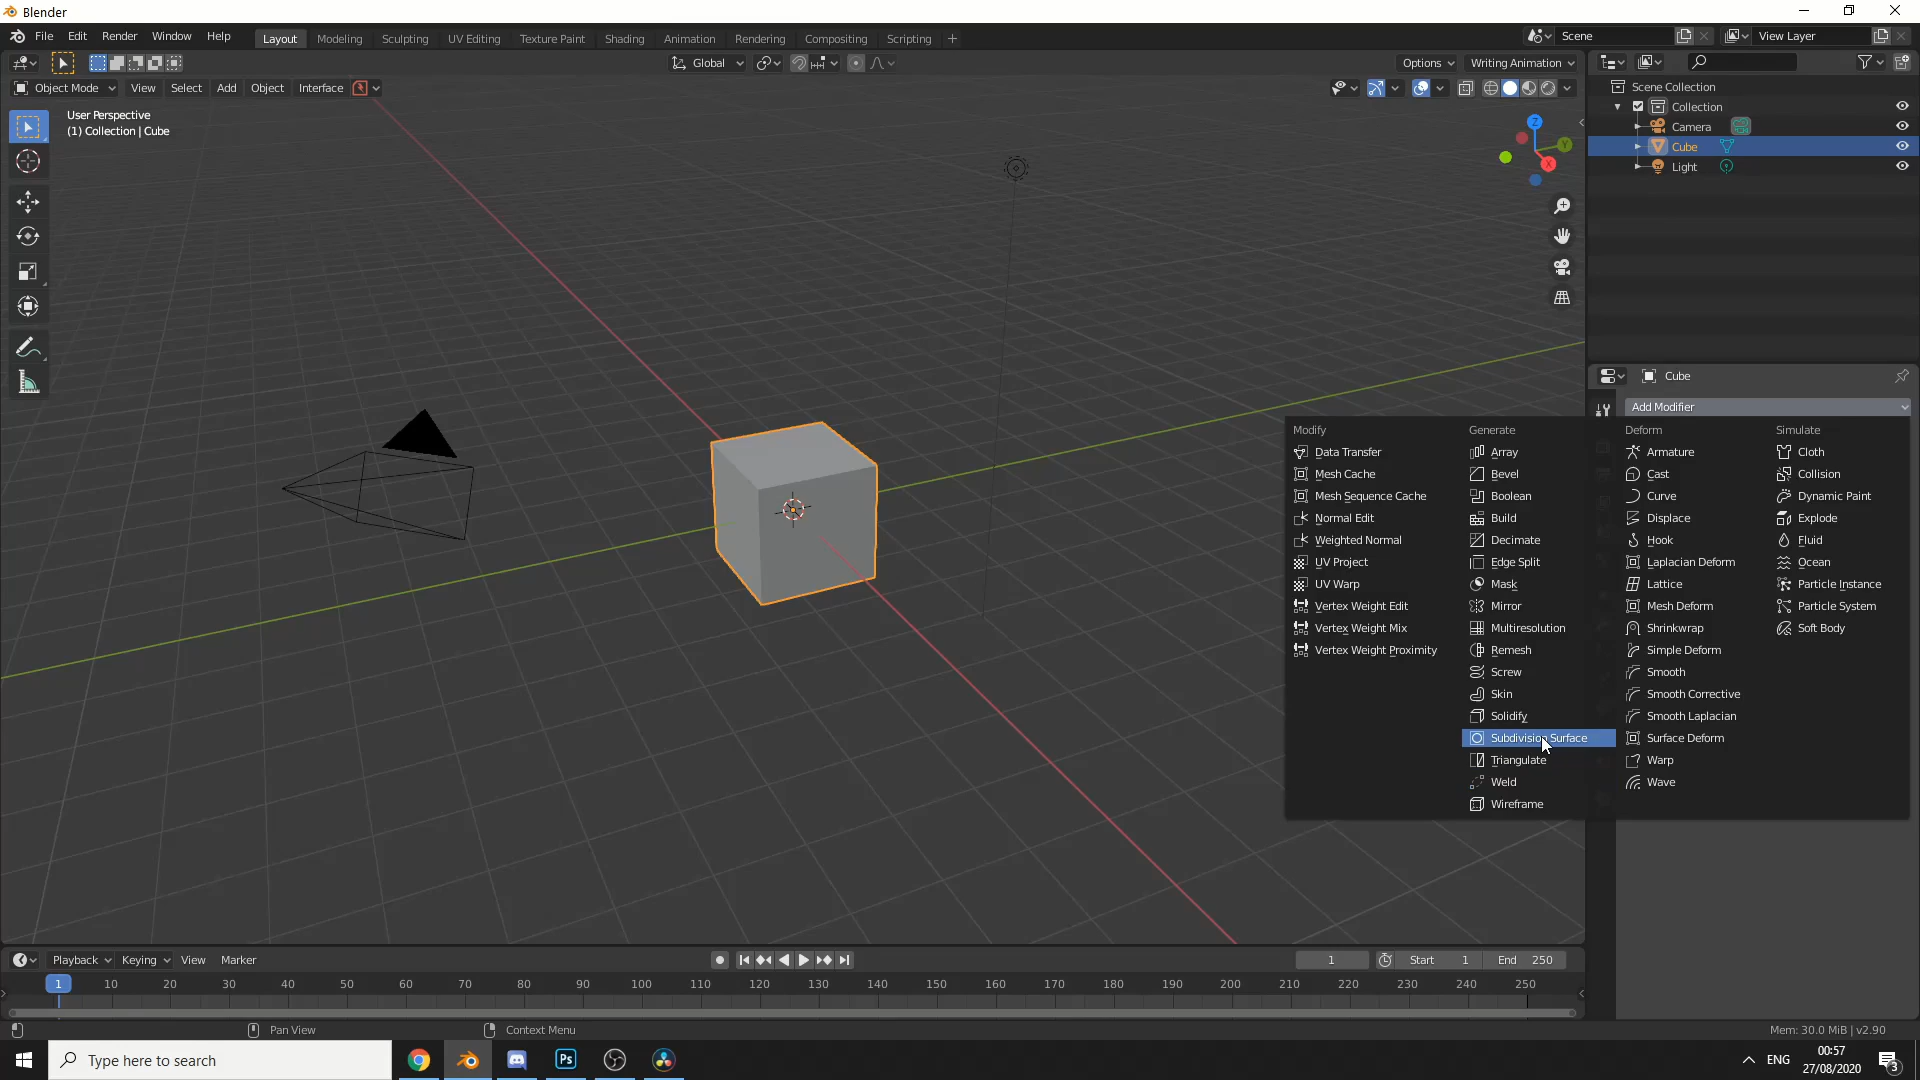 Blender
File Edit Render Window Help
Layout Modeling Sculpting UV Editing Texture Paint Shading Animation Rendering Compositing Scripting +
Scene
View Layer
Global
Options
Writing Animation
Object Mode View Select Add Object Interface
User Perspective
(1) Collection | Cube
Z
Y
X
Scene Collection
Collection
Camera
Cube
Light
Cube
Add Modifier
Modify
Data Transfer
Mesh Cache
Mesh Sequence Cache
Normal Edit
Weighted Normal
UV Project
UV Warp
Vertex Weight Edit
Vertex Weight Mix
Vertex Weight Proximity
Generate
Array
Bevel
Boolean
Build
Decimate
Edge Split
Mask
Mirror
Multiresolution
Remesh
Screw
Skin
Solidify
Subdivision Surface
Triangulate
Weld
Wireframe
Deform
Armature
Cast
Curve
Displace
Hook
Laplacian Deform
Lattice
Mesh Deform
Shrinkwrap
Simple Deform
Smooth
Smooth Corrective
Smooth Laplacian
Surface Deform
Warp
Wave
Simulate
Cloth
Collision
Dynamic Paint
Explode
Fluid
Ocean
Particle Instance
Particle System
Soft Body
Playback Keying View Marker
1 Start 1 End 250
1 10 20 30 40 50 60 70 80 90 100 110 120 130 140 150 160 170 180 190 200 210 220 230 240 250
Pan View
Context Menu
Mem: 30.0 MiB | v2.90
Type here to search
Ps
ENG
00:57
27/08/2020
3